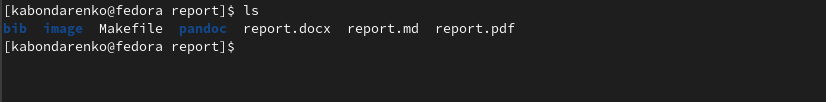 [kabondarenko@fedora report]$ ls
bib  image  Makefile  pandoc  report.docx  report.md  report.pdf
[kabondarenko@fedora report]$